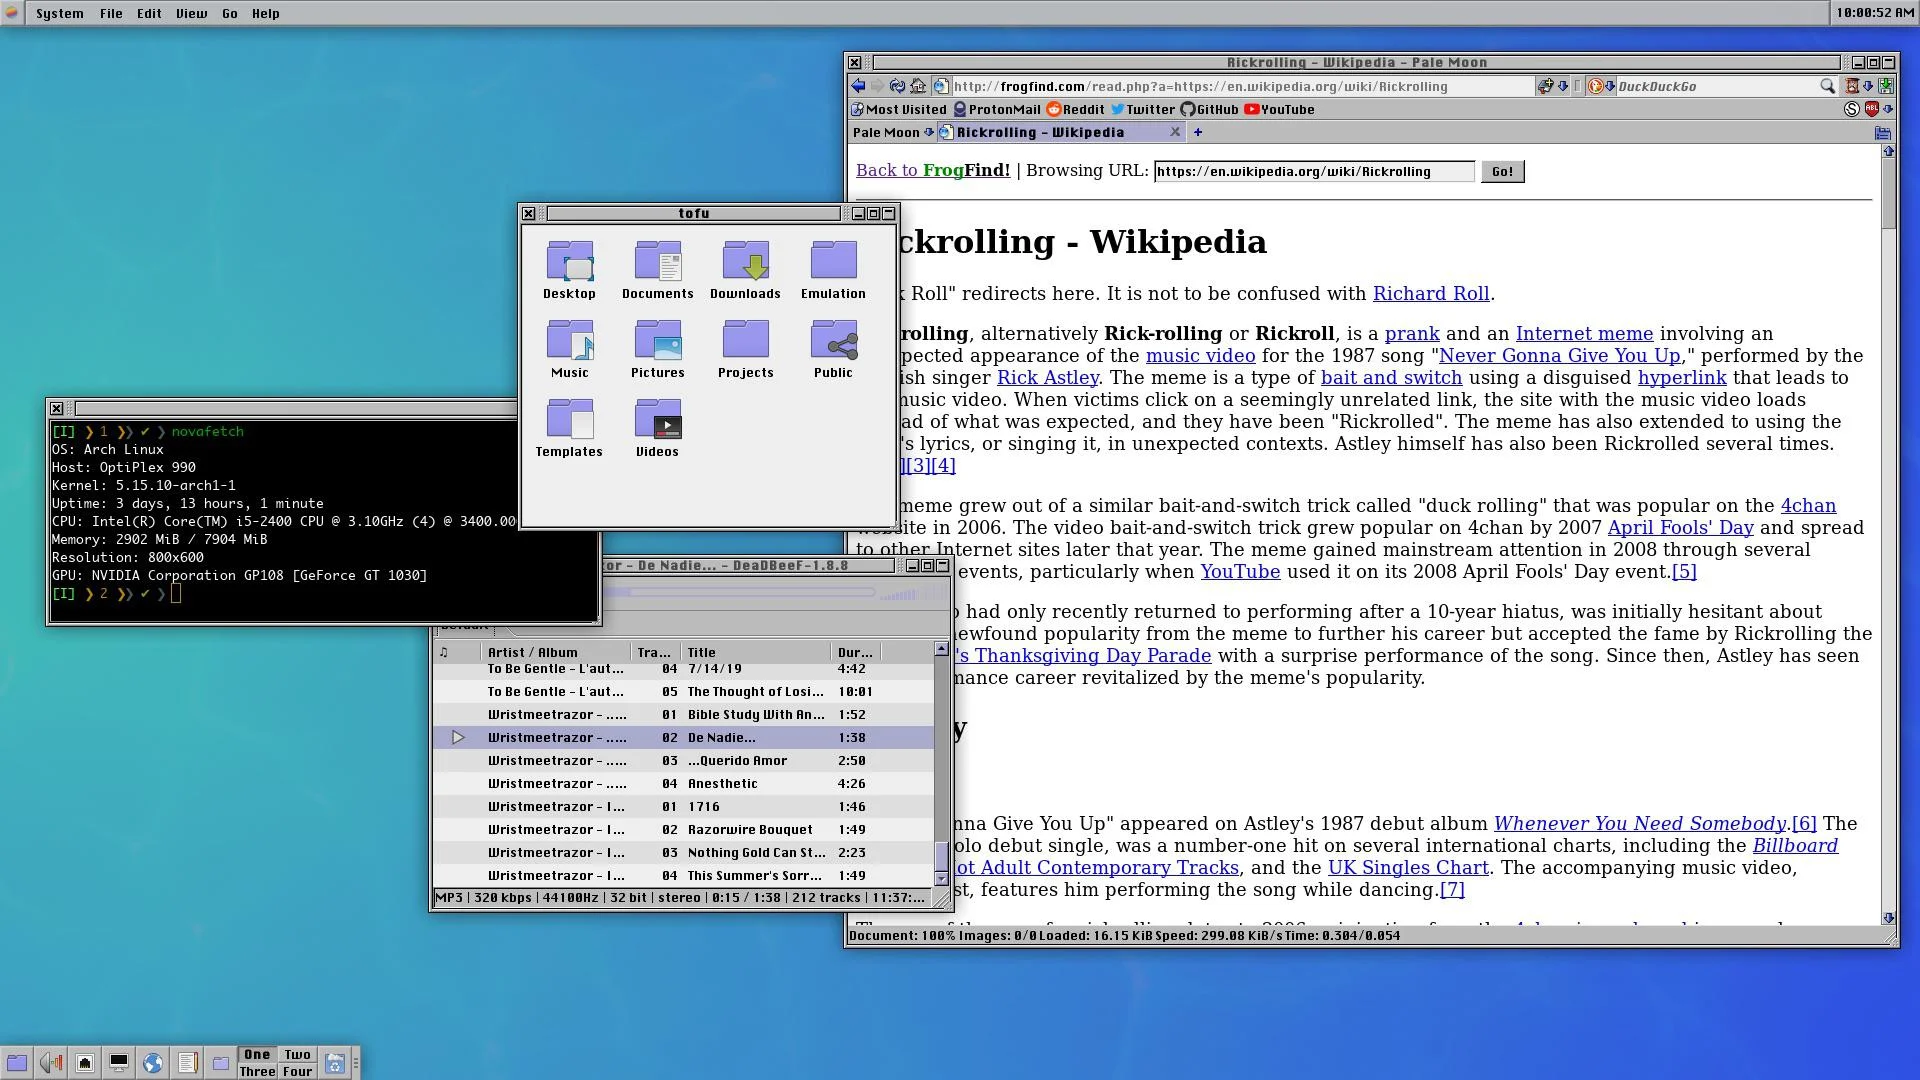 System File Edit View Go Help
10:00:52 AM
Rickrolling - Wikipedia - Pale Moon
http://frogfind.com/read.php?a=https://en.wikipedia.org/wiki/Rickrolling
DuckDuckGo
Most Visited ProtonMail Reddit Twitter GitHub YouTube
ABL
Pale Moon Rickrolling - Wikipedia
Back to FrogFind! | Browsing URL: https://en.wikipedia.org/wiki/Rickrolling Go!
ckrolling - Wikipedia
k Roll" redirects here. It is not to be confused with Richard Roll.
rolling, alternatively Rick-rolling or Rickroll, is a prank and an Internet meme involving an
pected appearance of the music video for the 1987 song "Never Gonna Give You Up," performed by the
ish singer Rick Astley. The meme is a type of bait and switch using a disguised hyperlink that leads to
music video. When victims click on a seemingly unrelated link, the site with the music video loads
ad of what was expected, and they have been "Rickrolled". The meme has also extended to using the
's lyrics, or singing it, in unexpected contexts. Astley himself has also been Rickrolled several times.
][3][4]
meme grew out of a similar bait-and-switch trick called "duck rolling" that was popular on the 4chan
website in 2006. The video bait-and-switch trick grew popular on 4chan by 2007 April Fools' Day and spread
to other Internet sites later that year. The meme gained mainstream attention in 2008 through several
events, particularly when YouTube used it on its 2008 April Fools' Day event.[5]
had only recently returned to performing after a 10-year hiatus, was initially hesitant about
newfound popularity from the meme to further his career but accepted the fame by Rickrolling the
's Thanksgiving Day Parade with a surprise performance of the song. Since then, Astley has seen
mance career revitalized by the meme's popularity.
y
nna Give You Up" appeared on Astley's 1987 debut album Whenever You Need Somebody.[6] The
olo debut single, was a number-one hit on several international charts, including the Billboard
ot Adult Contemporary Tracks, and the UK Singles Chart. The accompanying music video,
st, features him performing the song while dancing.[7]
Document: 100% Images: 0/0 Loaded: 16.15 KiB Speed: 299.08 KiB/s Time: 0.304/0.054
tofu
Desktop Documents Downloads Emulation
Music Pictures Projects Public
Templates Videos
[I] ❯ 1 ❯❯ ✔ ❯ novafetch
OS: Arch Linux
Host: OptiPlex 990
Kernel: 5.15.10-arch1-1
Uptime: 3 days, 13 hours, 1 minute
CPU: Intel(R) Core(TM) i5-2400 CPU @ 3.10GHz (4) @ 3400.00
Memory: 2902 MiB / 7904 MiB
Resolution: 800x600
GPU: NVIDIA Corporation GP108 [GeForce GT 1030]
[I] ❯ 2 ❯❯ ✔ ❯
or - De Nadie... - DeaDBeeF-1.8.8
Default
♫ Artist / Album Tra... Title Dur...
To Be Gentle - L'aut... 04 7/14/19 4:42
To Be Gentle - L'aut... 05 The Thought of Losi... 10:01
Wristmeetrazor - ..... 01 Bible Study With An... 1:52
Wristmeetrazor - ..... 02 De Nadie... 1:38
Wristmeetrazor - ..... 03 ...Querido Amor 2:50
Wristmeetrazor - ..... 04 Anesthetic 4:26
Wristmeetrazor - I... 01 1716 1:46
Wristmeetrazor - I... 02 Razorwire Bouquet 1:49
Wristmeetrazor - I... 03 Nothing Gold Can St... 2:23
Wristmeetrazor - I... 04 This Summer's Sorr... 1:49
MP3 | 320 kbps | 44100Hz | 32 bit | stereo | 0:15 / 1:38 | 212 tracks | 11:37:...
One Two
Three Four